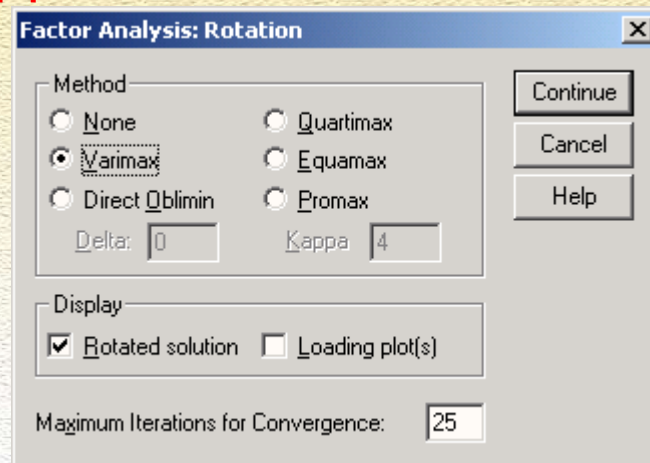 Factor Analysis: Rotation
Method
None
Quartimax
Varimax
Equamax
Direct Oblimin
Promax
Delta: 0
Kappa 4
Continue
Cancel
Help
Display
Rotated solution
Loading plot(s)
Maximum Iterations for Convergence: 25